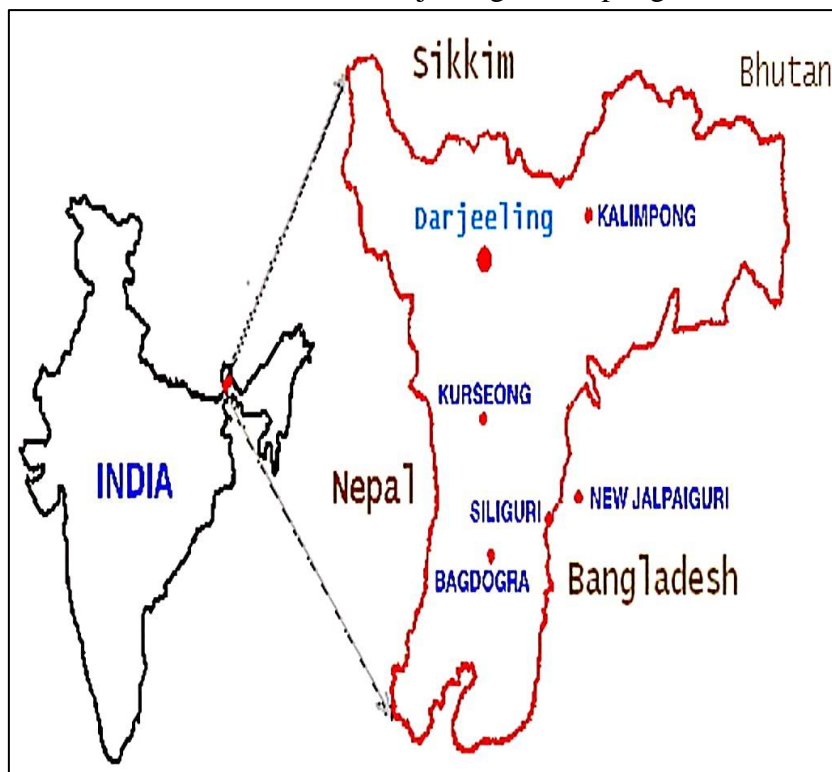 Sikkim
Bhutan
Darjeeling
KALIMPONG
KURSEONG
INDIA
Nepal
SILIGURI
NEW JALPAIGURI
BAGDOGRA
Bangladesh